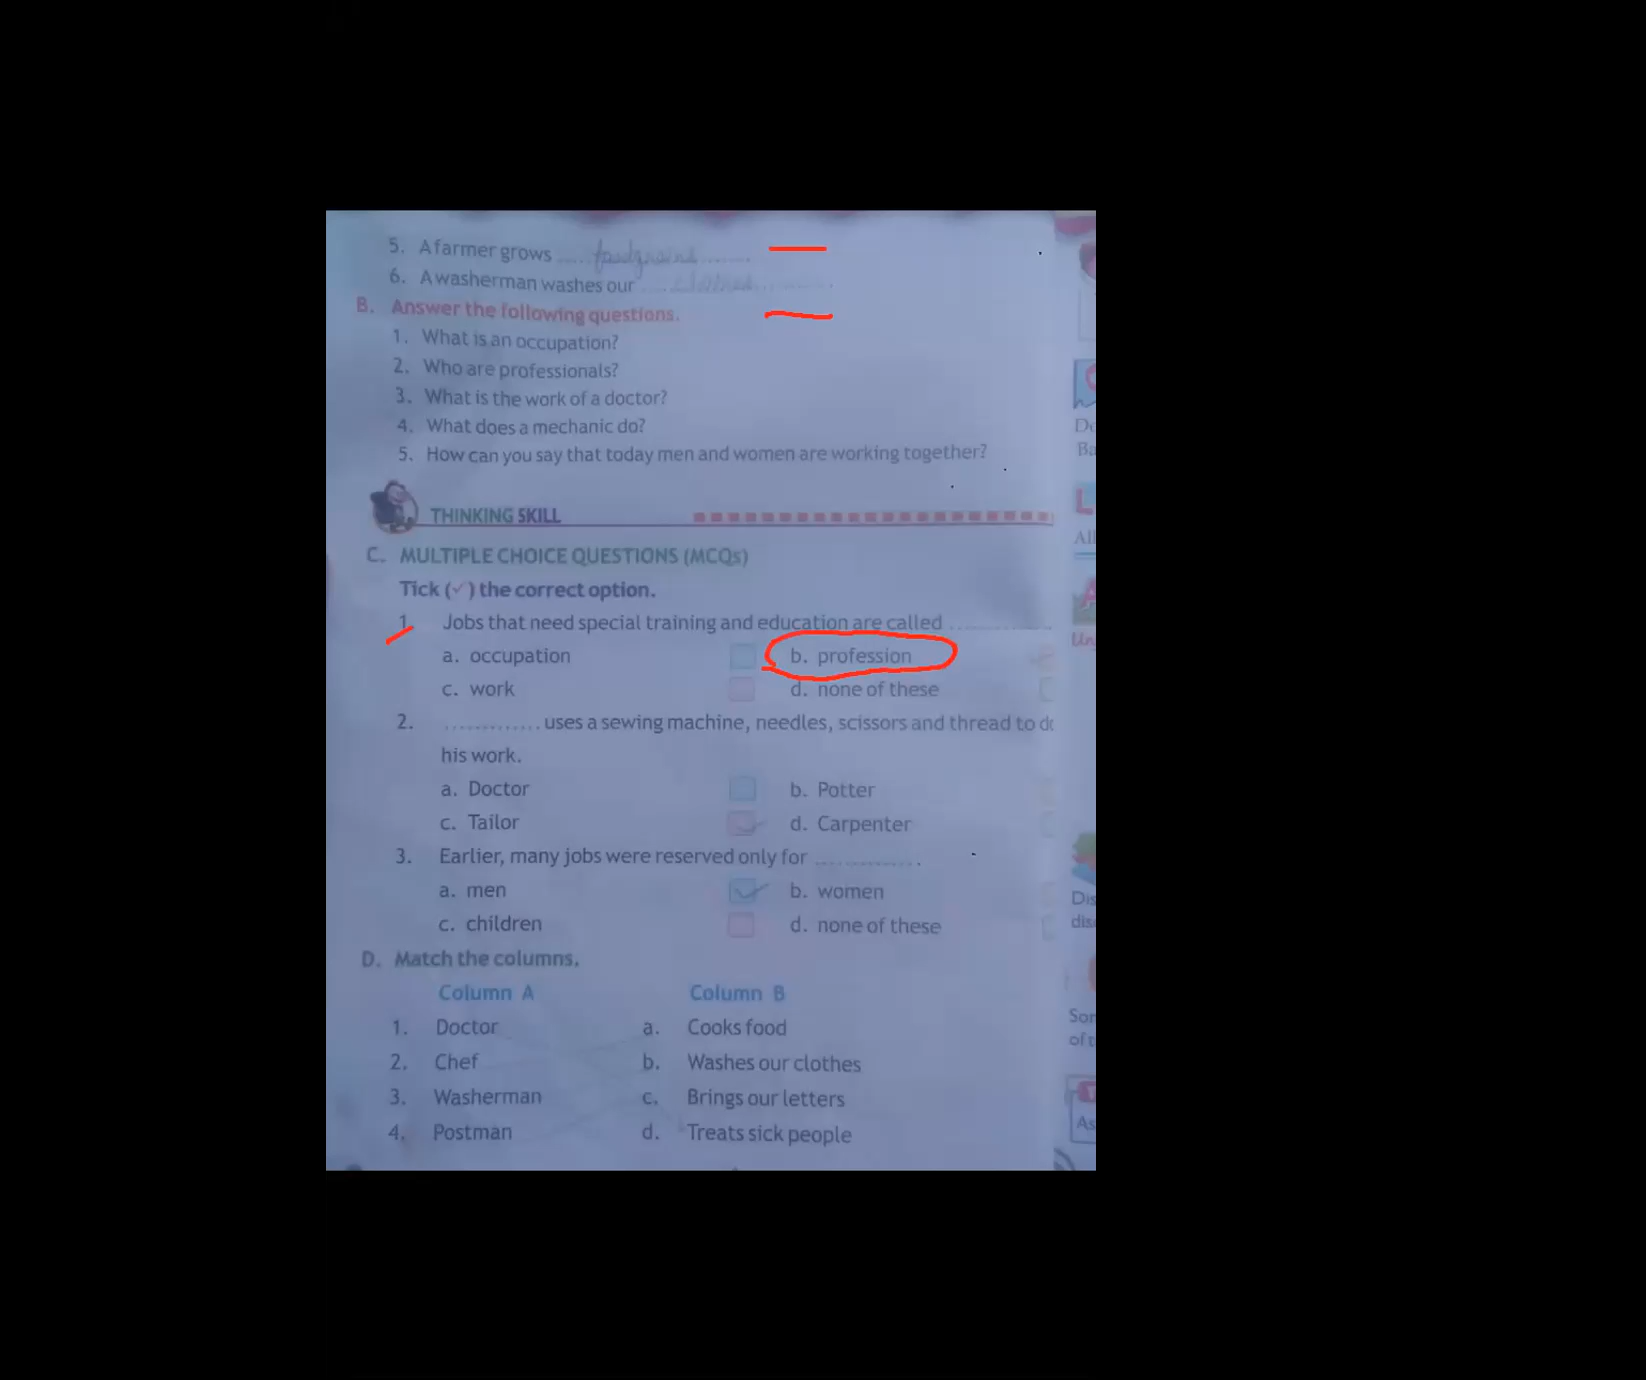 5. A farmer grows .... foodgrains ........
6. A washerman washes our .... clothes ............
B. Answer the following questions.
1. What is an occupation?
2. Who are professionals?
3. What is the work of a doctor?
4. What does a mechanic do?
5. How can you say that today men and women are working together?
THINKING SKILL
C. MULTIPLE CHOICE QUESTIONS (MCQs)
Tick (✓) the correct option.
1. Jobs that need special training and education are called ................
a. occupation b. profession
c. work d. none of these
2. ............. uses a sewing machine, needles, scissors and thread to do
his work.
a. Doctor b. Potter
c. Tailor d. Carpenter
3. Earlier, many jobs were reserved only for ............... .
a. men b. women
c. children d. none of these
D. Match the columns.
Column A Column B
1. Doctor a. Cooks food
2. Chef b. Washes our clothes
3. Washerman c. Brings our letters
4. Postman d. Treats sick people